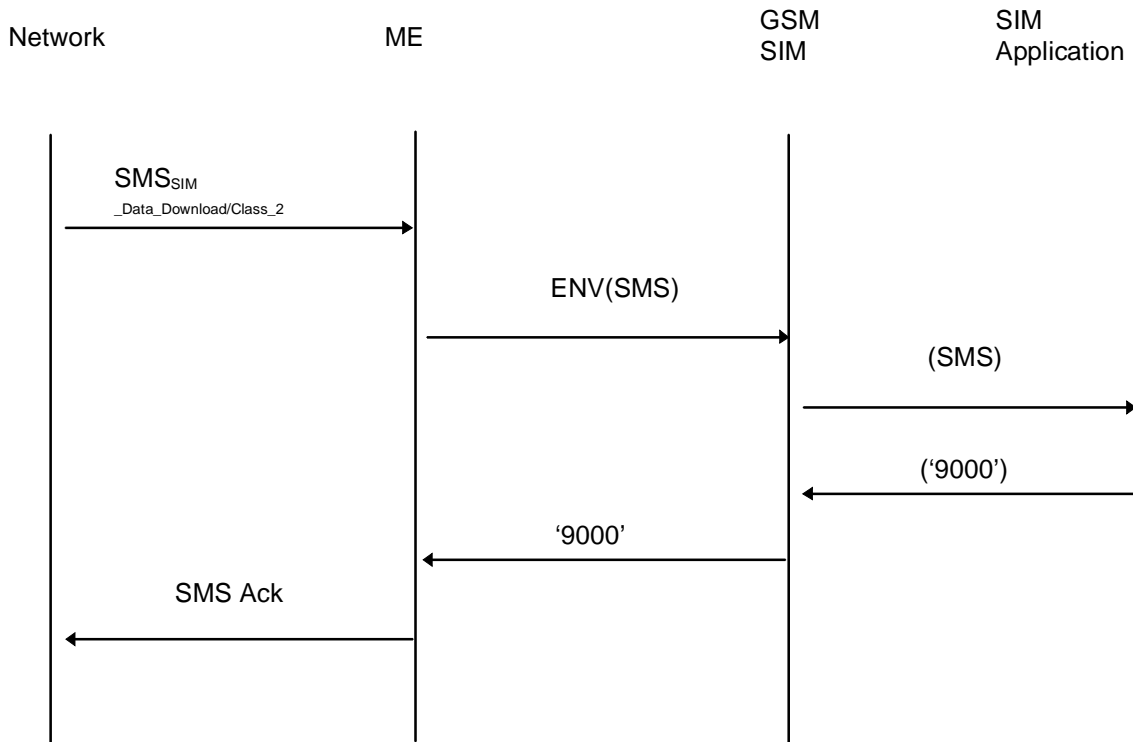 Network
ME
GSM
SIM
SIM
Application
SMSSIM
_Data_Download/Class_2
ENV(SMS)
(SMS)
(‘9000’)
‘9000’
SMS Ack